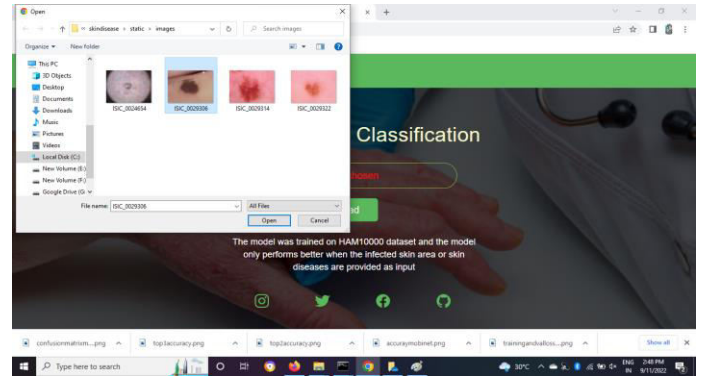 Open
skindisease > static > images
Search images
Organize
New folder
This PC
3D Objects
Desktop
Documents
Downloads
Music
Pictures
Videos
Local Disk (C:)
New Volume (E:)
New Volume (F:)
Google Drive (G:
ISIC_0024654
ISIC_0029306
ISIC_0029314
ISIC_0029322
File name: ISIC_0029306
All Files
Open
Cancel
Classification
hosen
ad
The model was trained on HAM10000 dataset and the model
only performs better when the infected skin area or skin
diseases are provided as input
confusionmatrixm....png
top1accuracy.png
top2accuracy.png
accuraymobinet.png
trainingandvalloss....png
Show all
Type here to search
30°C
ENG
IN
2:48 PM
9/11/2022